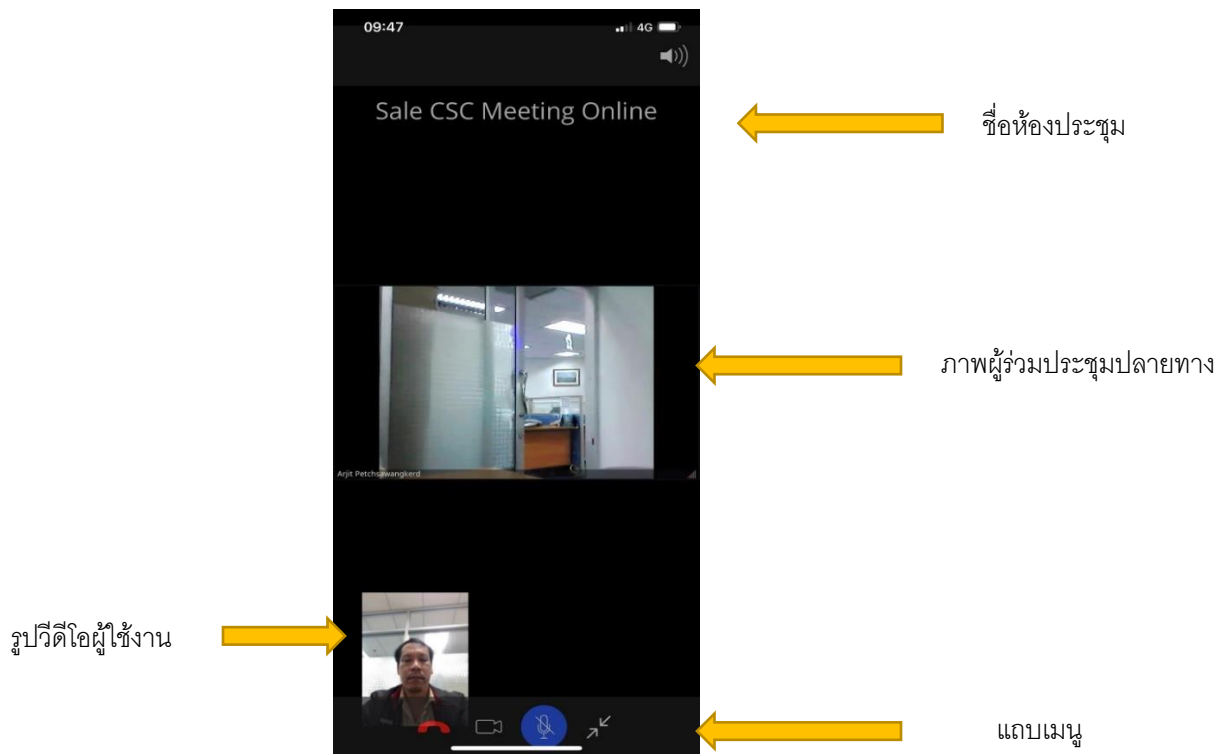 09:47
4G
Sale CSC Meeting Online
ชื่อห้องประชุม
ภาพผู้ร่วมประชุมปลายทาง
Arjit Petchsawangkerd
รูปวีดีโอผู้ใช้งาน
แถบเมนู